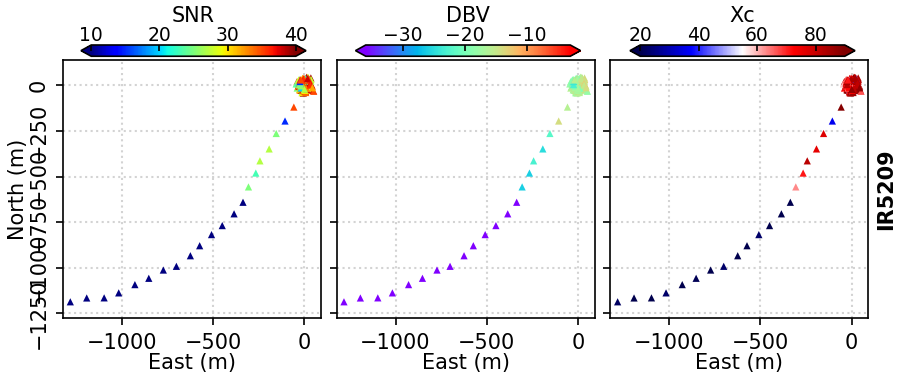 SNR DBV Xc
10 20 30 40 −30 −20 −10 20 40 60 80
North (m)
0
−250
−500
−750
−1000
−1250
IR5209
−1000 −500 0 −1000 −500 0 −1000 −500 0
East (m) East (m) East (m)